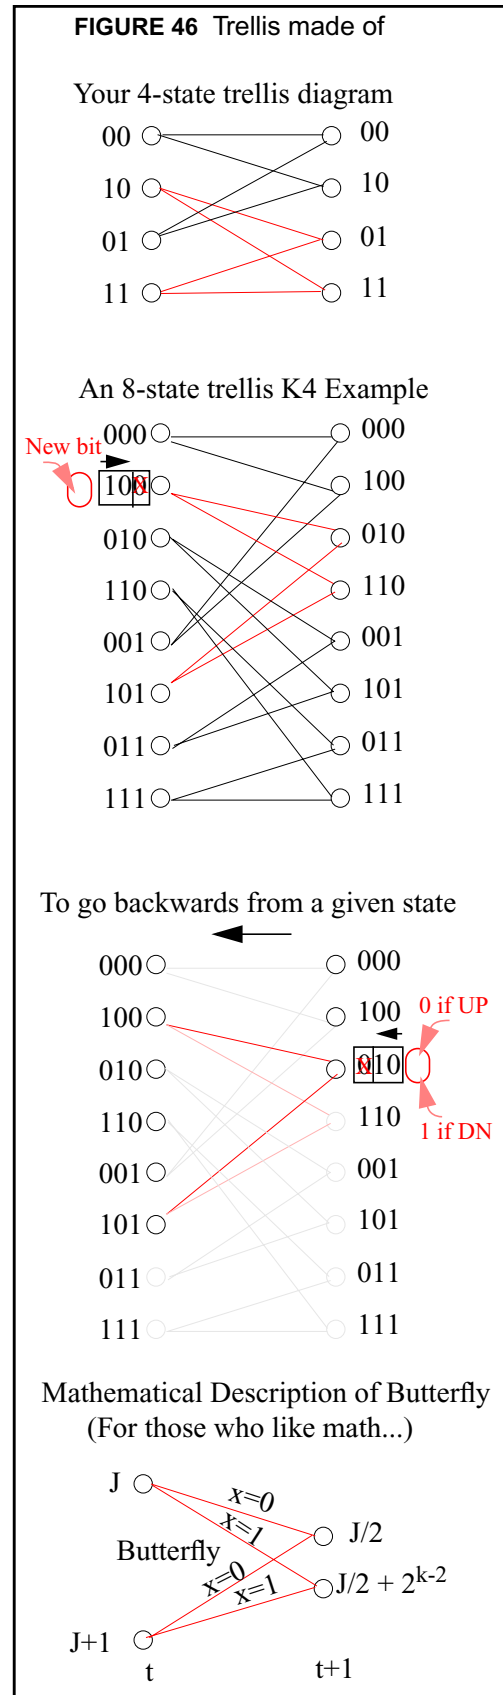 FIGURE 46 Trellis made of
Your 4-state trellis diagram
00 00
10 10
01 01
11 11
An 8-state trellis K4 Example
000 000
New bit
100 X 100
010 010
110 110
001 001
101 101
011 011
111 111
To go backwards from a given state
000 000
100 100 0 if UP
010 010 X
110 110 1 if DN
001 001
101 101
011 011
111 111
Mathematical Description of Butterfly
(For those who like math...)
J x=0
x=1 J/2
Butterfly
x=0 J/2 + 2^{k-2}
x=1
J+1
t t+1